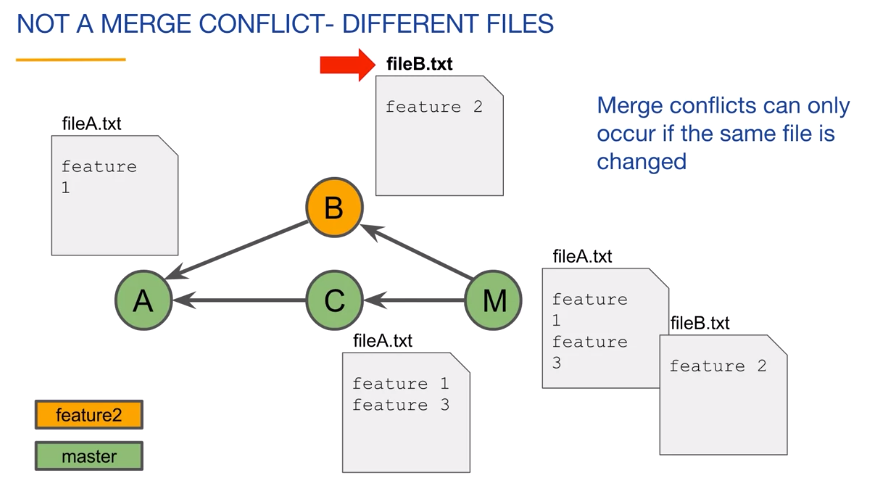 NOT A MERGE CONFLICT- DIFFERENT FILES
fileB.txt
feature 2
Merge conflicts can only
occur if the same file is
changed
fileA.txt
feature
1
B
A
C
M
fileA.txt
feature
1
feature
3
fileB.txt
feature 2
fileA.txt
feature 1
feature 3
feature2
master